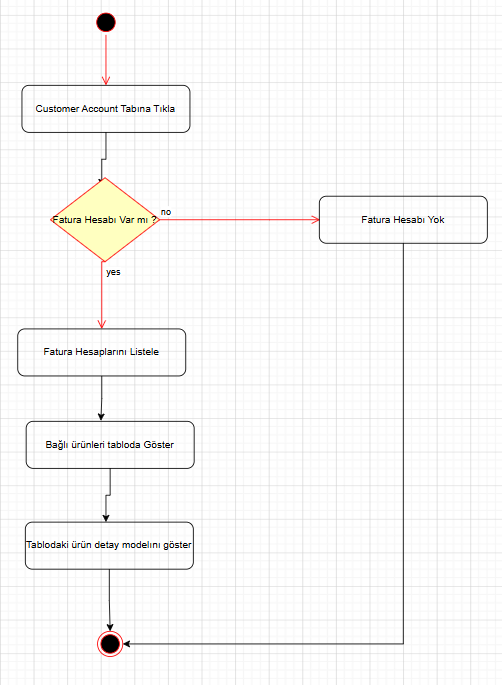 Customer Account Tabına Tıkla
Fatura Hesabı Var mı ?
no
Fatura Hesabı Yok
yes
Fatura Hesaplarını Listele
Bağlı ürünleri tabloda Göster
Tablodaki ürün detay modelını göster